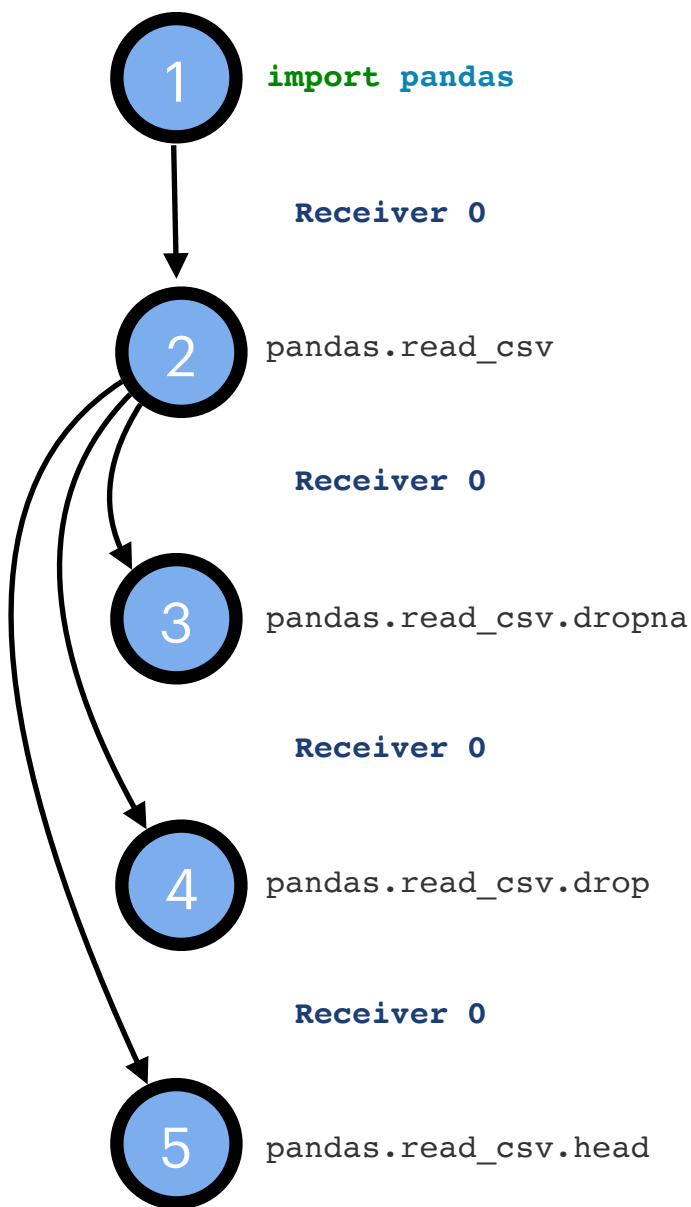 1 import pandas
Receiver 0
2 pandas.read_csv
Receiver 0
3 pandas.read_csv.dropna
Receiver 0
4 pandas.read_csv.drop
Receiver 0
5 pandas.read_csv.head